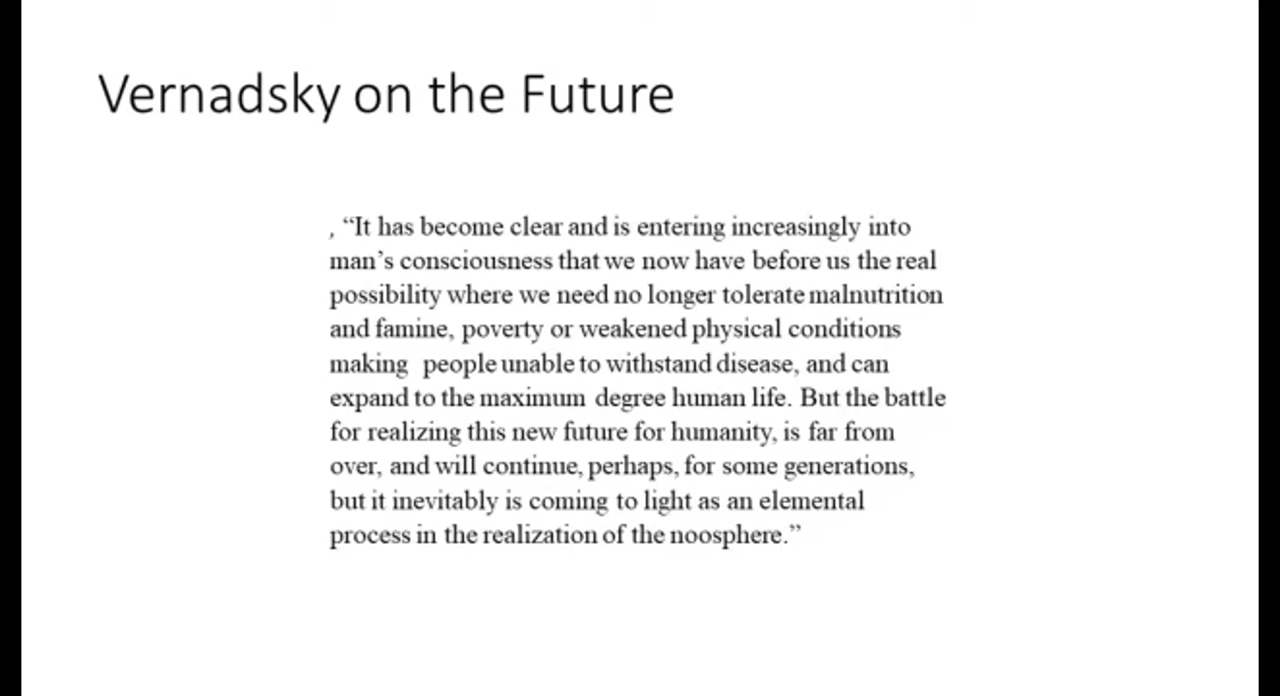 Vernadsky on the Future
, “It has become clear and is entering increasingly into
man’s consciousness that we now have before us the real
possibility where we need no longer tolerate malnutrition
and famine, poverty or weakened physical conditions
making people unable to withstand disease, and can
expand to the maximum degree human life. But the battle
for realizing this new future for humanity, is far from
over, and will continue, perhaps, for some generations,
but it inevitably is coming to light as an elemental
process in the realization of the noosphere.”